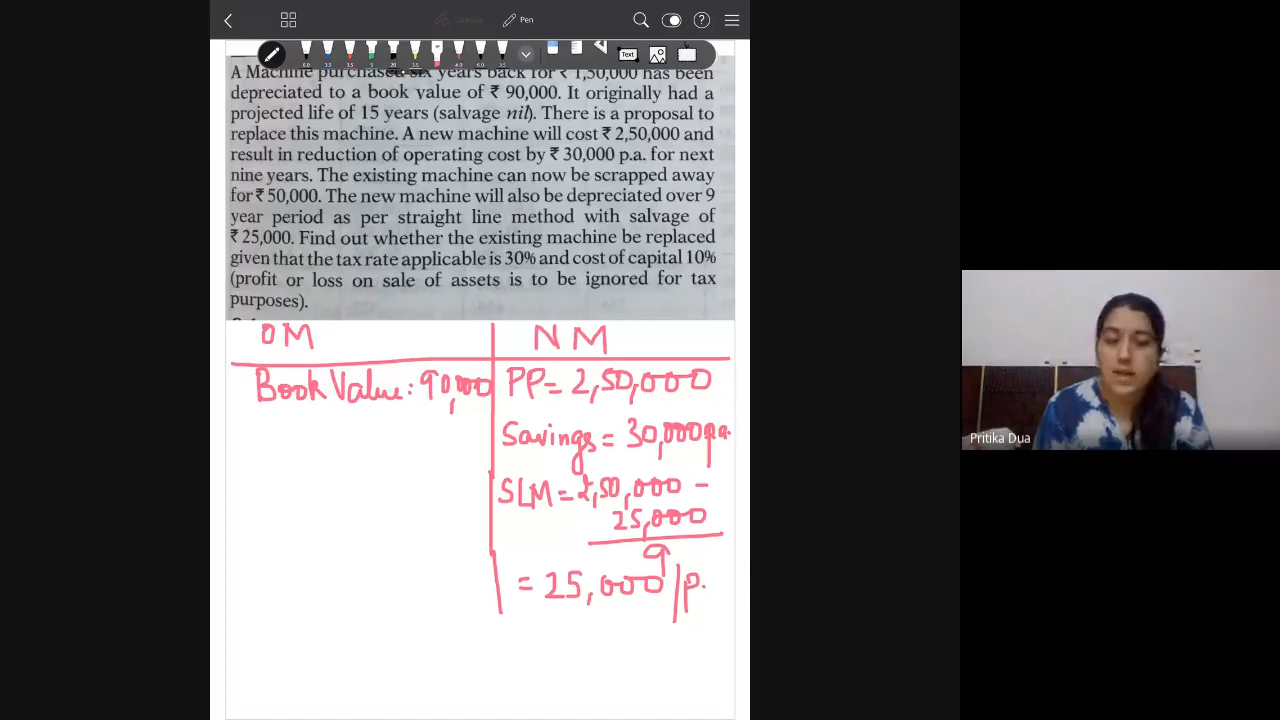 Pen
Text
A Machine purchased six years back for ₹ 1,50,000 has been
depreciated to a book value of ₹ 90,000. It originally had a
projected life of 15 years (salvage nil). There is a proposal to
replace this machine. A new machine will cost ₹ 2,50,000 and
result in reduction of operating cost by ₹ 30,000 p.a. for next
nine years. The existing machine can now be scrapped away
for ₹ 50,000. The new machine will also be depreciated over 9
year period as per straight line method with salvage of
₹ 25,000. Find out whether the existing machine be replaced
given that the tax rate applicable is 30% and cost of capital 10%
(profit or loss on sale of assets is to be ignored for tax
purposes).
OM
NM
Book Value: 90,000
PP= 2,50,000
Savings = 30,000 p.a.
SLM = 2,50,000 -
25,000
9
= 25,000/p.
Pritika Dua